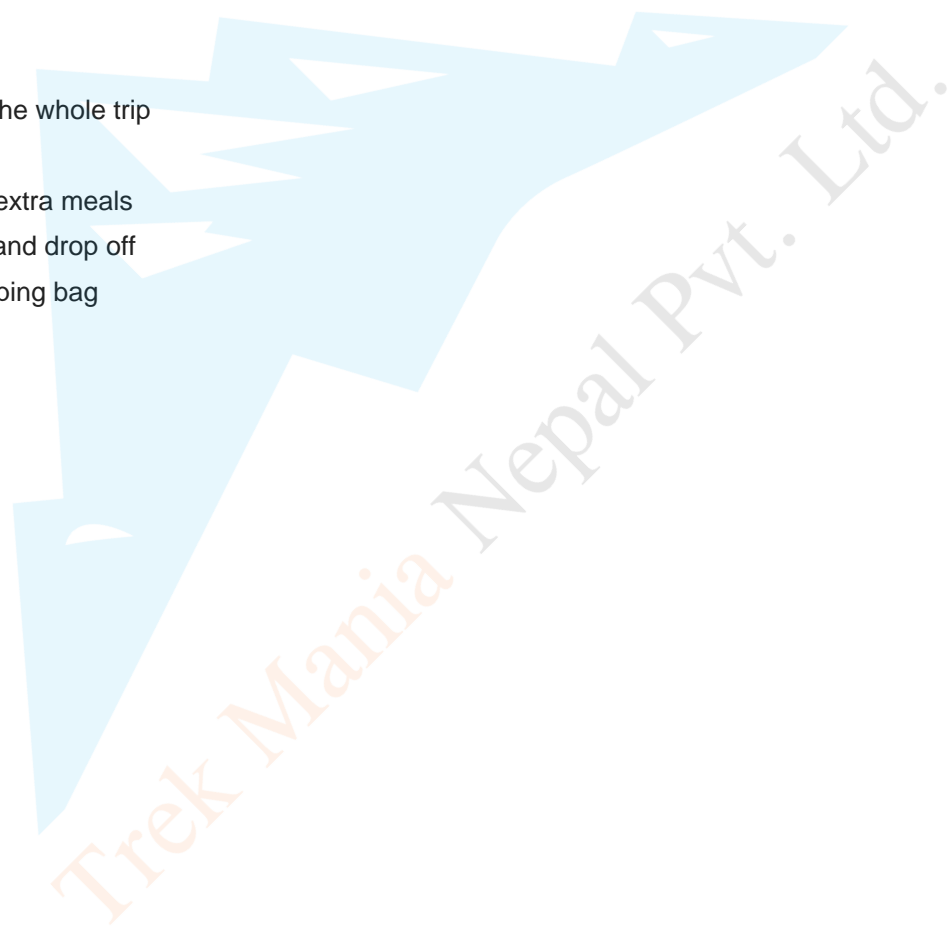 he whole trip
extra meals
and drop off
ping bag
Trek Mania Nepal Pvt. Ltd.